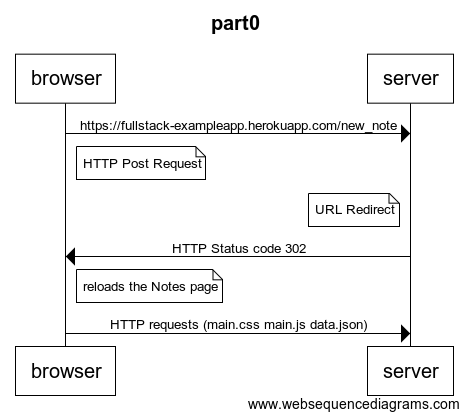 part0
browser
server
https://fullstack-exampleapp.herokuapp.com/new_note
HTTP Post Request
URL Redirect
HTTP Status code 302
reloads the Notes page
HTTP requests (main.css main.js data.json)
browser
server
www.websequencediagrams.com